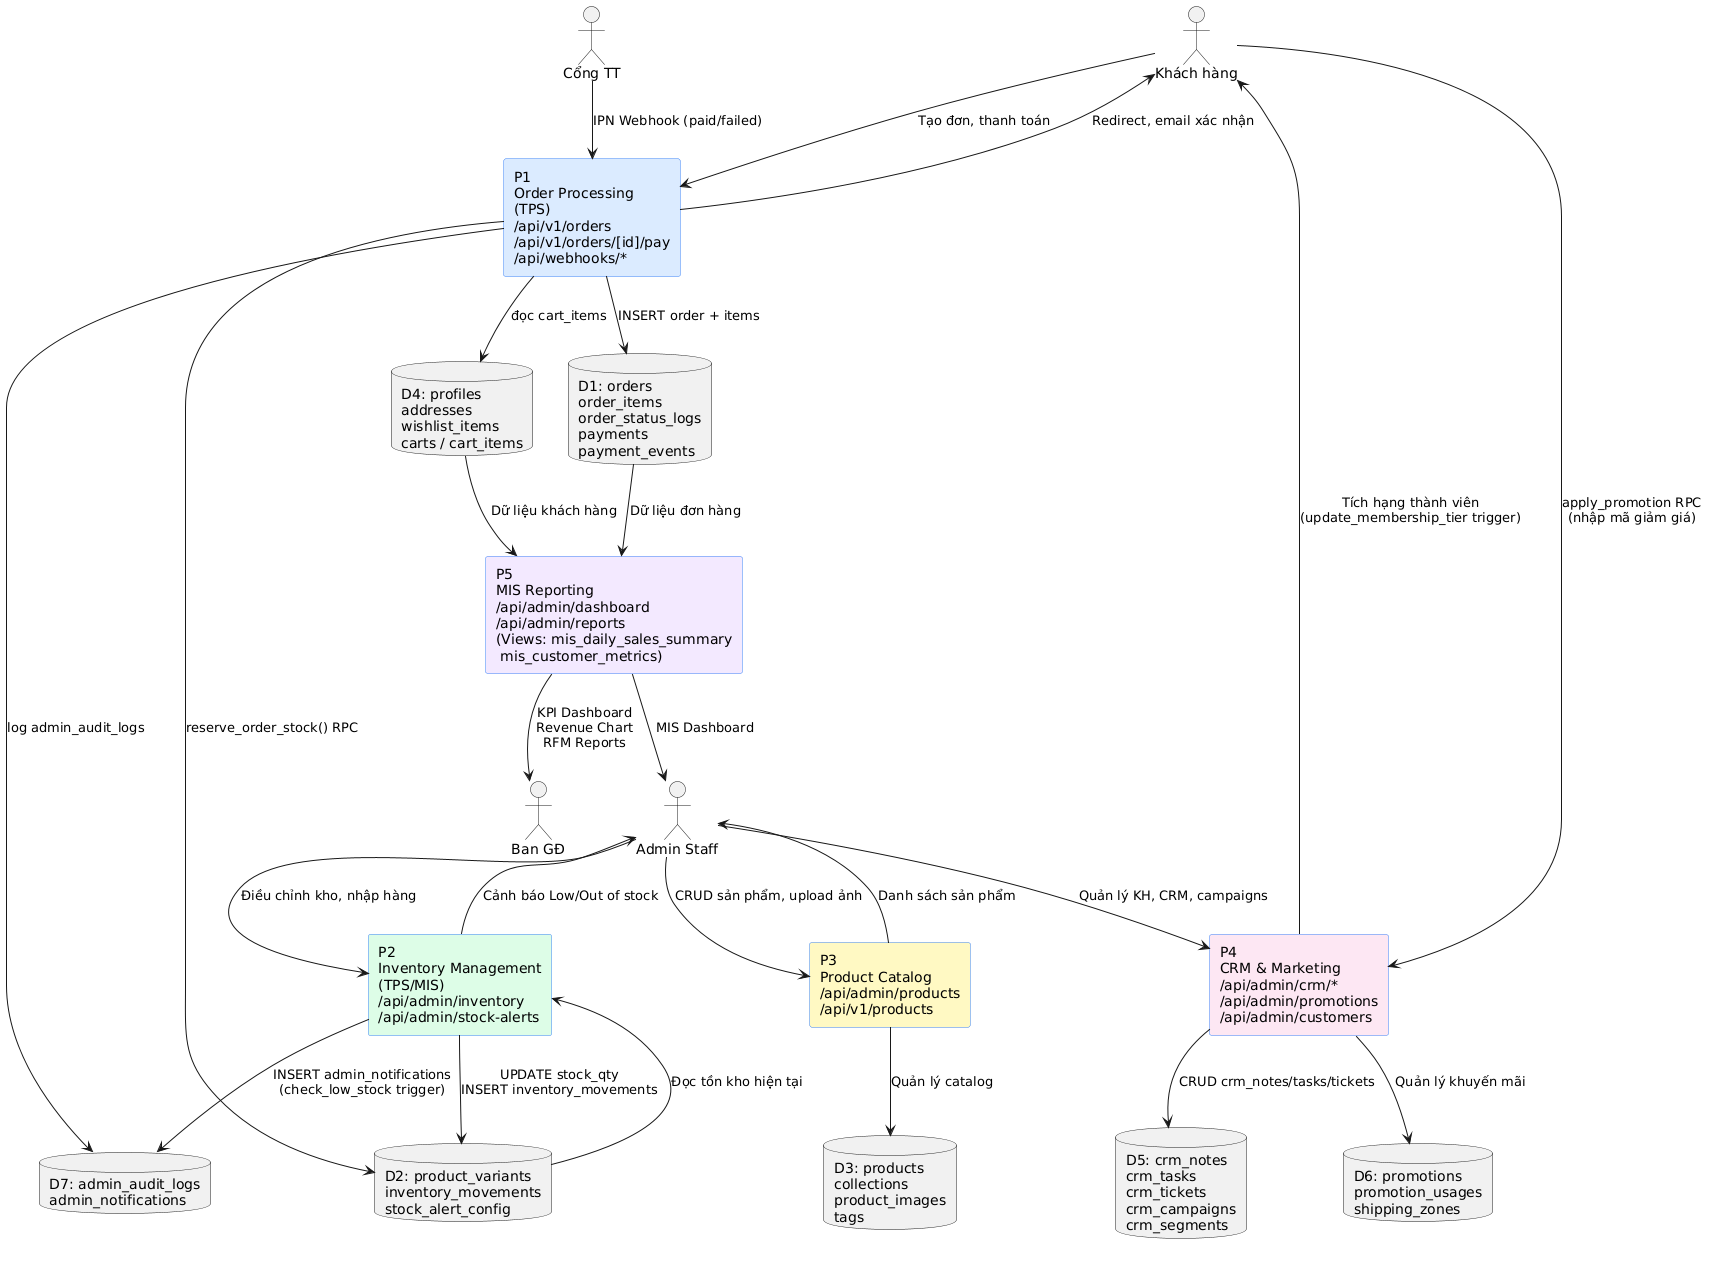 Cổng TT
Khách hàng
IPN Webhook (paid/failed)
Tạo đơn, thanh toán
Redirect, email xác nhận
P1
Order Processing
(TPS)
/api/v1/orders
/api/v1/orders/[id]/pay
/api/webhooks/*
đọc cart_items
INSERT order + items
D4: profiles
addresses
wishlist_items
carts / cart_items
D1: orders
order_items
order_status_logs
payments
payment_events
Dữ liệu khách hàng
Dữ liệu đơn hàng
Tích hạng thành viên
(update_membership_tier trigger)
apply_promotion RPC
(nhập mã giảm giá)
P5
MIS Reporting
/api/admin/dashboard
/api/admin/reports
(Views: mis_daily_sales_summary
mis_customer_metrics)
log admin_audit_logs
reserve_order_stock() RPC
KPI Dashboard
Revenue Chart
RFM Reports
MIS Dashboard
Ban GĐ
Admin Staff
Điều chỉnh kho, nhập hàng
Cảnh báo Low/Out of stock
CRUD sản phẩm, upload ảnh
Danh sách sản phẩm
Quản lý KH, CRM, campaigns
P2
Inventory Management
(TPS/MIS)
/api/admin/inventory
/api/admin/stock-alerts
P3
Product Catalog
/api/admin/products
/api/v1/products
P4
CRM & Marketing
/api/admin/crm/*
/api/admin/promotions
/api/admin/customers
INSERT admin_notifications
(check_low_stock trigger)
UPDATE stock_qty
INSERT inventory_movements
Đọc tồn kho hiện tại
Quản lý catalog
CRUD crm_notes/tasks/tickets
Quản lý khuyến mãi
D7: admin_audit_logs
admin_notifications
D2: product_variants
inventory_movements
stock_alert_config
D3: products
collections
product_images
tags
D5: crm_notes
crm_tasks
crm_tickets
crm_campaigns
crm_segments
D6: promotions
promotion_usages
shipping_zones